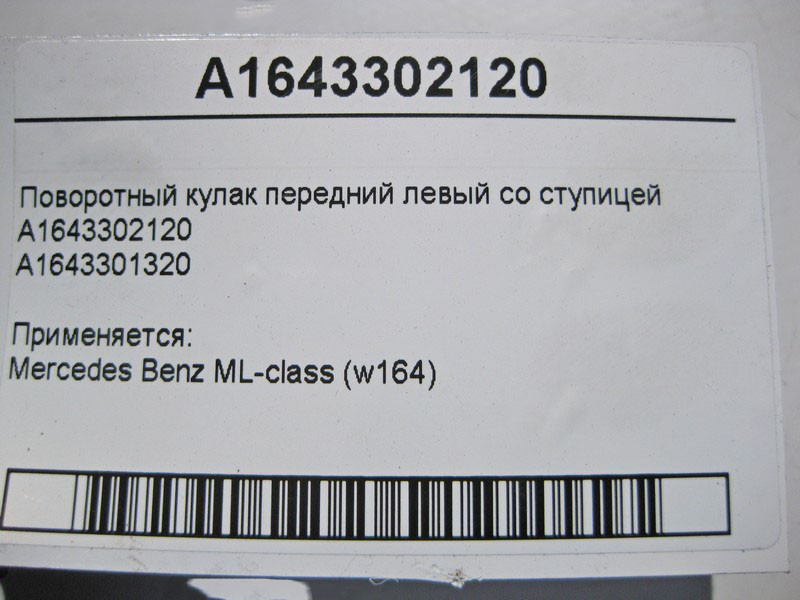 A1643302120
Поворотный кулак передний левый со ступицей
A1643302120
A1643301320
Применяется:
Mercedes Benz ML-class (w164)